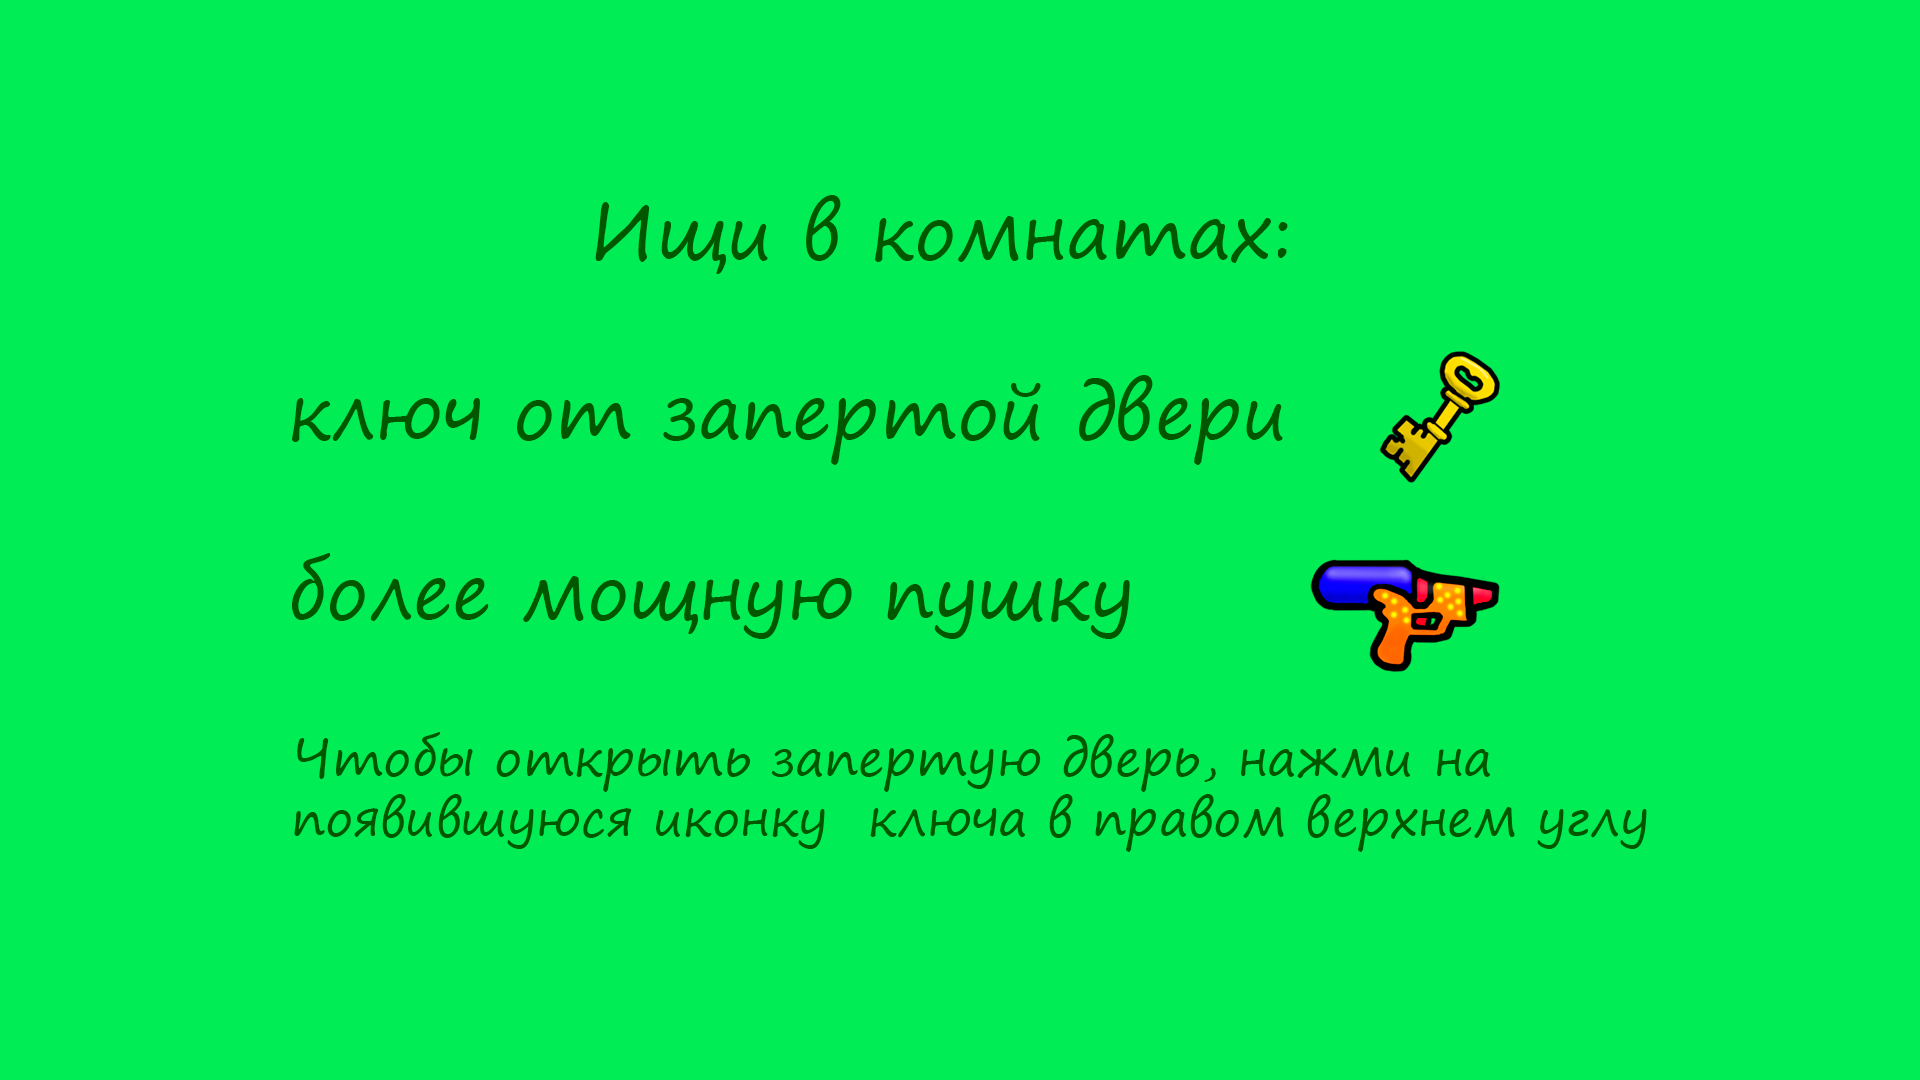 Ищи в комнатах:
ключ от запертой двери
более мощную пушку
Чтобы открыть запертую дверь, нажми на
появившуюся иконку ключа в правом верхнем углу